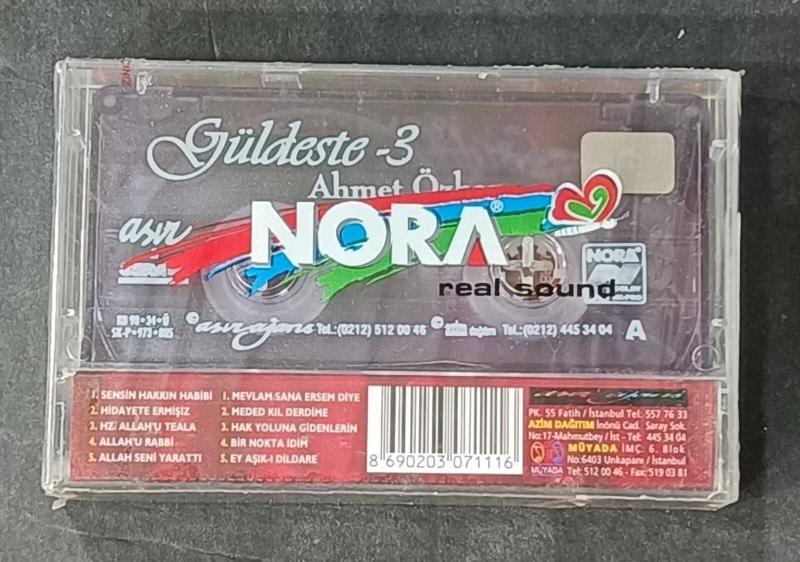 Güldeste -3
Ahmet
asır
NORA®
real sound
NORA
SK-P•973•
© asır ajans Tel.:(0212) 512 00 46 © dağıtım Tel.: (0212) 445 34 04 A
1. SENSİN HAKKIN HABİBİ
2. HİDAYETE ERMİŞİZ
3. HZ. ALLAH'U TEALA
4. ALLAH'U RABBİ
5. ALLAH SENİ YARATTI
1. MEVLAM SANA ERSEM DİYE
2. MEDED KIL DERDİME
3. HAK YOLUNA GİDENLERİN
4. BİR NOKTA İDİM
5. EY AŞIK-I DİLDARE
8 690203 071116
PK. 55 Fatih / İstanbul Tel: 557 76 33
AZİM DAĞITIM İnönü Cad. Saray Sok.
No:17-Mahmutbey / İst - Tel: 445 34 04
MÜYADA İMÇ. 6. Blok
No:6403 Unkapanı / İstanbul
MÜYADA Tel: 512 00 46 - Fax: 519 03 81